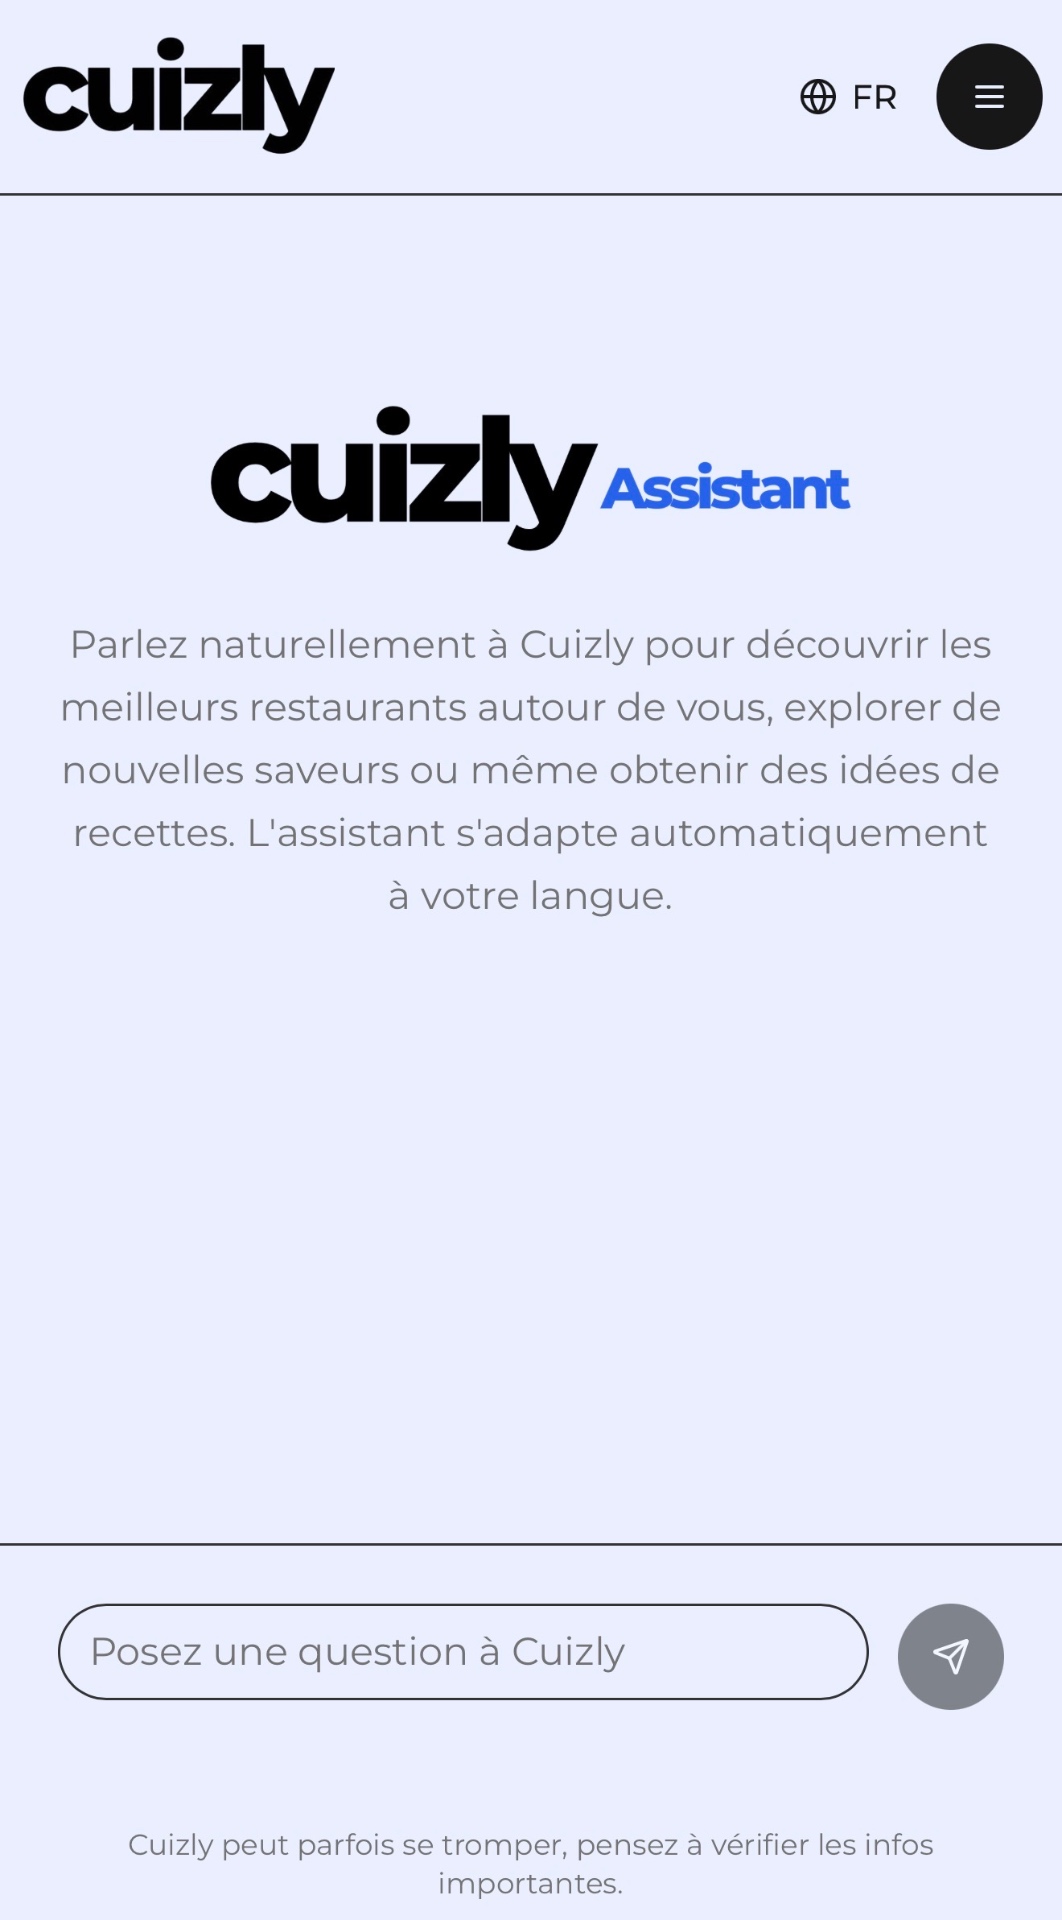 cuizly
FR
cuizly Assistant
Parlez naturellement à Cuizly pour découvrir les
meilleurs restaurants autour de vous, explorer de
nouvelles saveurs ou même obtenir des idées de
recettes. L'assistant s'adapte automatiquement
à votre langue.
Posez une question à Cuizly
Cuizly peut parfois se tromper, pensez à vérifier les infos
importantes.